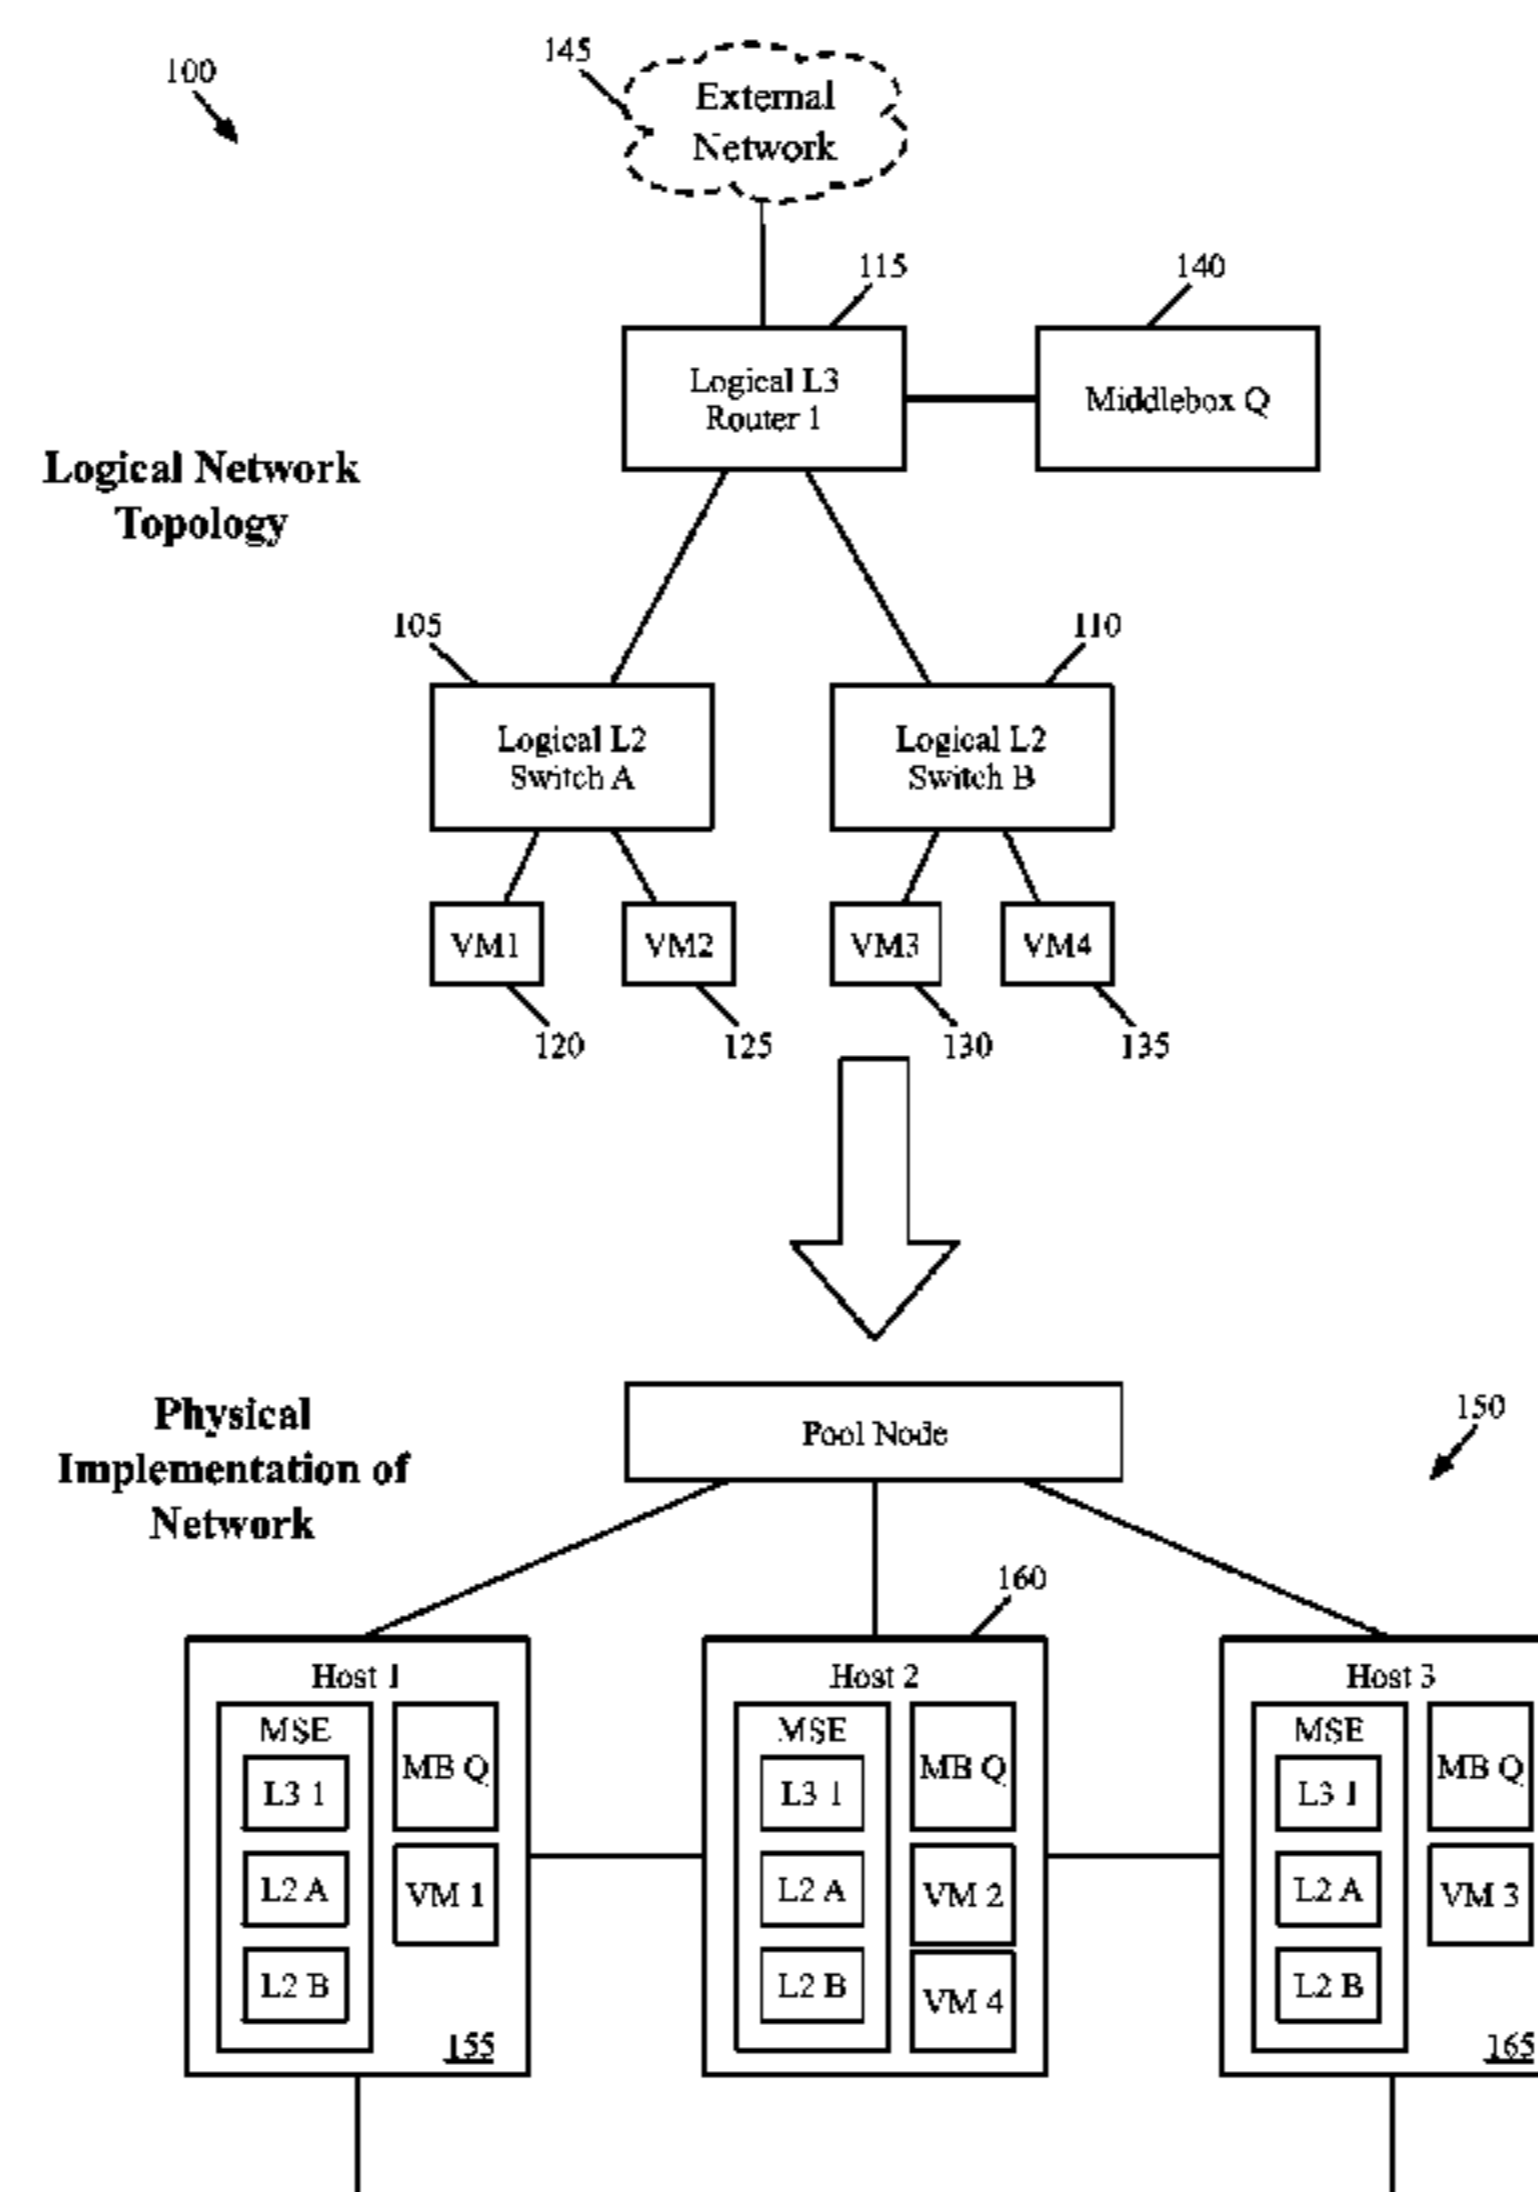 100
145
External
Network
115
140
Logical L3
Router 1
Middlebox Q
Logical Network
Topology
105
110
Logical L2
Switch A
Logical L2
Switch B
VM1
VM2
VM3
VM4
120
125
130
135
Physical
Implementation of
Network
Pool Node
150
160
Host 1
MSE
L3 1
L2 A
L2 B
MB Q
VM 1
155
Host 2
MSE
L3 1
L2 A
L2 B
MB Q
VM 2
VM 4
Host 3
MSE
L3 1
L2 A
L2 B
MB Q
VM 3
165